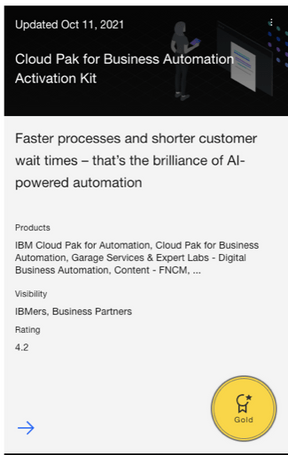 Updated Oct 11, 2021
Cloud Pak for Business Automation
Activation Kit
Faster processes and shorter customer
wait times – that's the brilliance of AI-
powered automation
Products
IBM Cloud Pak for Automation, Cloud Pak for Business
Automation, Garage Services & Expert Labs - Digital
Business Automation, Content - FNCM, ...
Visibility
IBMers, Business Partners
Rating
4.2
Gold